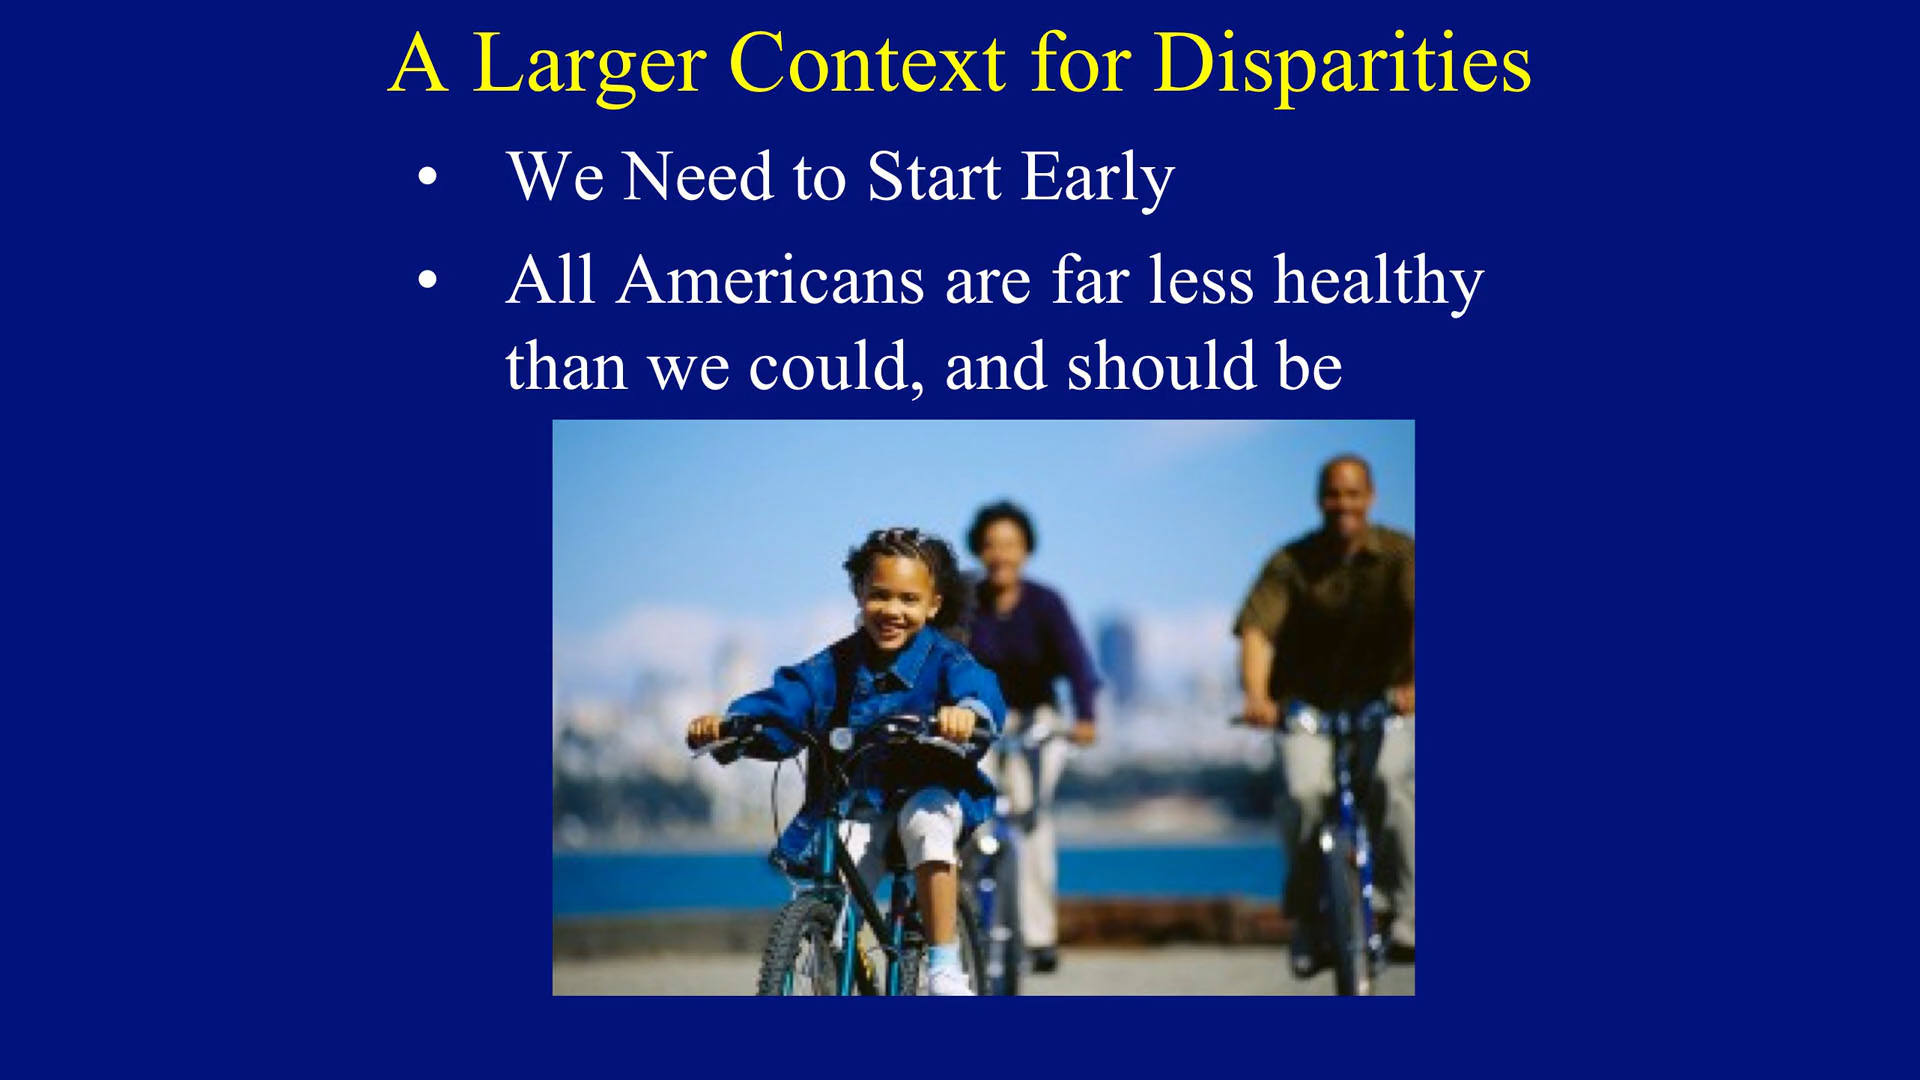 A Larger Context for Disparities
• We Need to Start Early
• All Americans are far less healthy
than we could, and should be